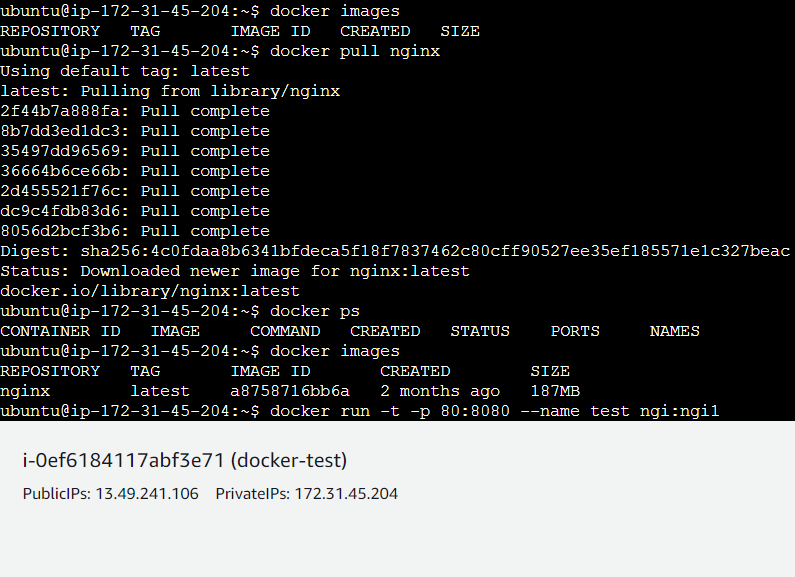 ubuntu@ip-172-31-45-204:~$ docker images
REPOSITORY   TAG       IMAGE ID   CREATED   SIZE
ubuntu@ip-172-31-45-204:~$ docker pull nginx
Using default tag: latest
latest: Pulling from library/nginx
2f44b7a888fa: Pull complete
8b7dd3ed1dc3: Pull complete
35497dd96569: Pull complete
36664b6ce66b: Pull complete
2d455521f76c: Pull complete
dc9c4fdb83d6: Pull complete
8056d2bcf3b6: Pull complete
Digest: sha256:4c0fdaa8b6341bfdeca5f18f7837462c80cff90527ee35ef185571e1c327beac
Status: Downloaded newer image for nginx:latest
docker.io/library/nginx:latest
ubuntu@ip-172-31-45-204:~$ docker ps
CONTAINER ID   IMAGE     COMMAND   CREATED   STATUS    PORTS     NAMES
ubuntu@ip-172-31-45-204:~$ docker images
REPOSITORY   TAG       IMAGE ID       CREATED        SIZE
nginx        latest    a8758716bb6a   2 months ago   187MB
ubuntu@ip-172-31-45-204:~$ docker run -t -p 80:8080 --name test ngi:ngi1
i-0ef6184117abf3e71 (docker-test)
PublicIPs: 13.49.241.106   PrivateIPs: 172.31.45.204